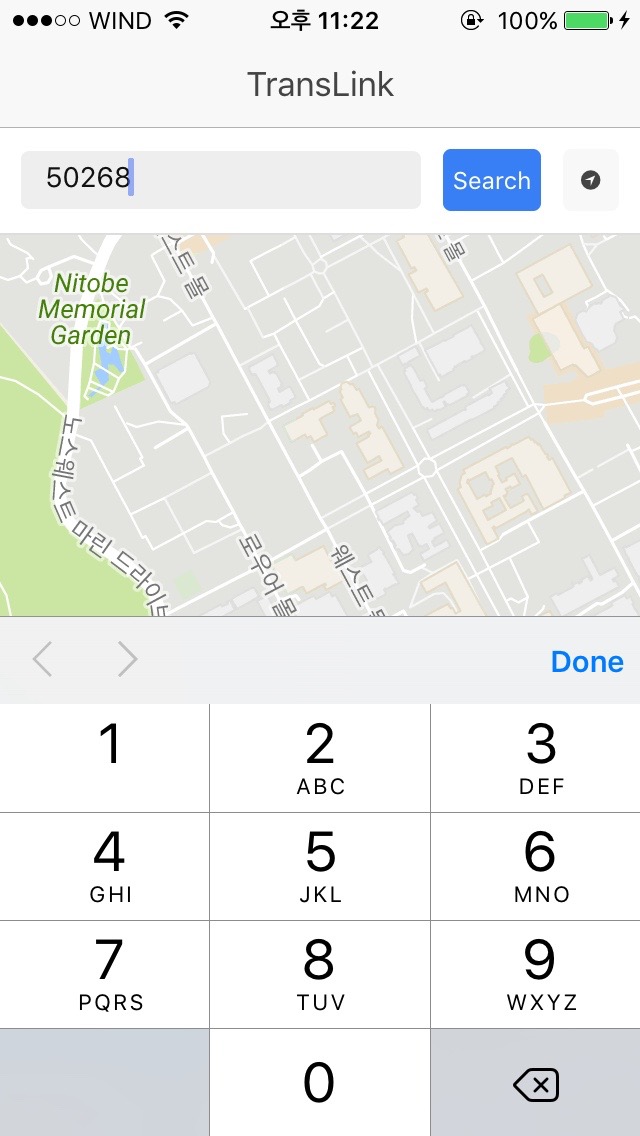 WIND 오후 11:22 100%
TransLink
50268 Search
Nitobe
Memorial
Garden
웨스트 몰
몰
노스웨스트 마린 드라이브
로우어 몰
웨스트 몰
Done
1 2 3
ABC DEF
4 5 6
GHI JKL MNO
7 8 9
PQRS TUV WXYZ
0